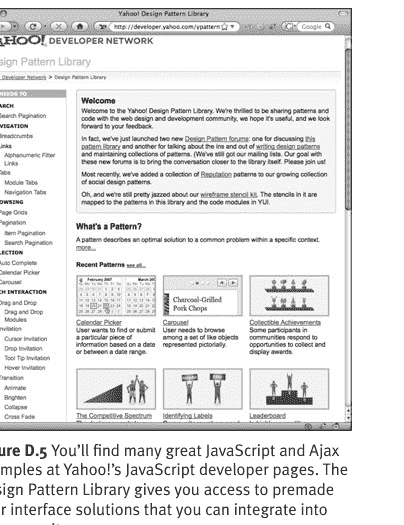 Yahoo! Design Pattern Library
http://developer.yahoo.com/ypattern
Google
AHOO! DEVELOPER NETWORK
sign Pattern Library
Developer Network > Design Pattern Library
NEEDS TO
ARCH
Search Pagination
VIGATION
Breadcrumbs
Links
Alphanumeric Filter
Links
Tabs
Module Tabs
Navigation Tabs
OWSING
Page Grids
Pagination
Item Pagination
Search Pagination
LECTION
Auto Complete
Calendar Picker
Carousel
CH INTERACTION
Drag and Drop
Drag and Drop
Modules
Invitation
Cursor Invitation
Drop Invitation
Tool Tip Invitation
Hover Invitation
Transition
Animate
Brighten
Collapse
Cross Fade
Welcome
Welcome to the Yahoo! Design Pattern Library. We're thrilled to be sharing patterns
and code with the web design and development community, we hope it's useful, and we look
forward to your feedback.
In fact, we've just launched two new Design Pattern forums: one for discussing this
pattern library and another for talking about the ins and out of writing design patterns
and maintaining collections of patterns. (We've still got our mailing lists. Our goal with
these new forums is to bring the conversation closer to the library itself. Please join us!
Most recently, we've added a collection of Reputation patterns to our growing collection
of social design patterns.
Oh, and we're still pretty jazzed about our wireframe stencil kit. The stencils in it are
mapped to the patterns in this library and the code modules in YUI.
What's a Pattern?
A pattern describes an optimal solution to a common problem within a specific context.
more...
Recent Patterns see all...
February 2007
March 200
Calendar Picker
User wants to find or submit
a particular piece of
information based on a date
or between a date range.
Charcoal-Grilled
Pork Chops
Carousel
User needs to browse
among a set of like objects
represented pictorially.
Collectible Achievements
Some participants in
communities respond to
opportunities to collect and
display awards.
The Competitive Spectrum
Identifying Labels
Leaderboard
ure D.5 You'll find many great JavaScript and Ajax
mples at Yahoo!'s JavaScript developer pages. The
sign Pattern Library gives you access to premade
r interface solutions that you can integrate into